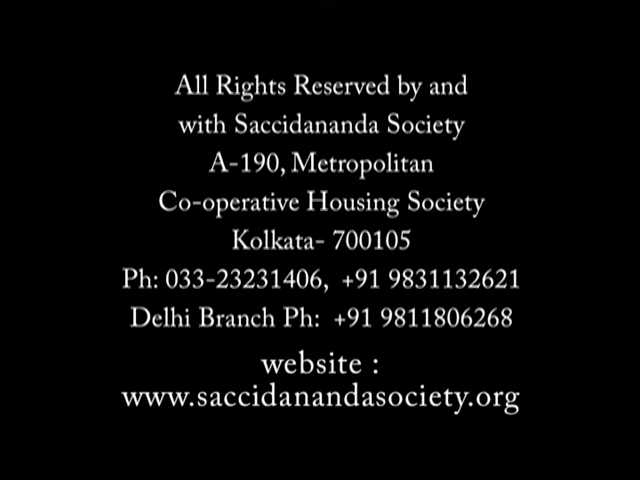 All Rights Reserved by and
with Saccidananda Society
A-190, Metropolitan
Co-operative Housing Society
Kolkata- 700105
Ph: 033-23231406, +91 9831132621
Delhi Branch Ph: +91 9811806268
website :
www.saccidanandasociety.org